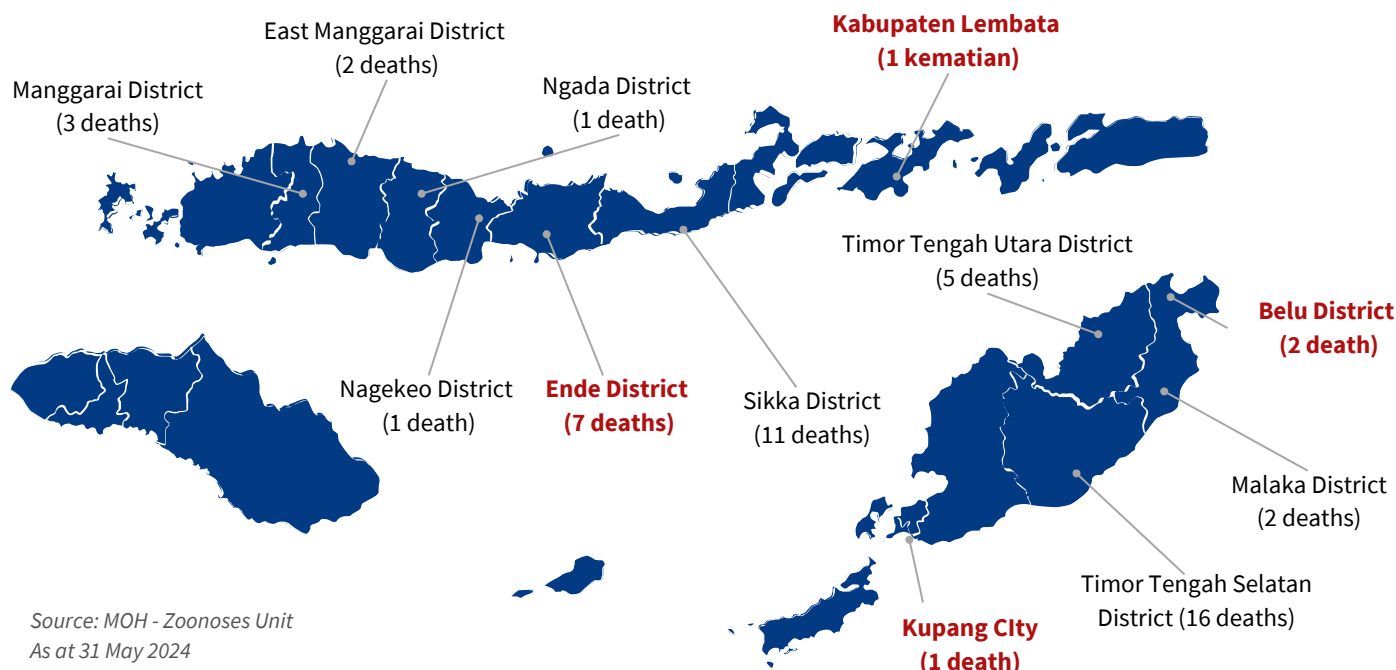 East Manggarai District
(2 deaths)
Kabupaten Lembata
(1 kematian)
Manggarai District
(3 deaths)
Ngada District
(1 death)
Timor Tengah Utara District
(5 deaths)
Belu District
(2 death)
Nagekeo District
(1 death)
Ende District
(7 deaths)
Sikka District
(11 deaths)
Malaka District
(2 deaths)
Timor Tengah Selatan
District (16 deaths)
Kupang CIty
(1 death)
Source: MOH - Zoonoses Unit
As at 31 May 2024